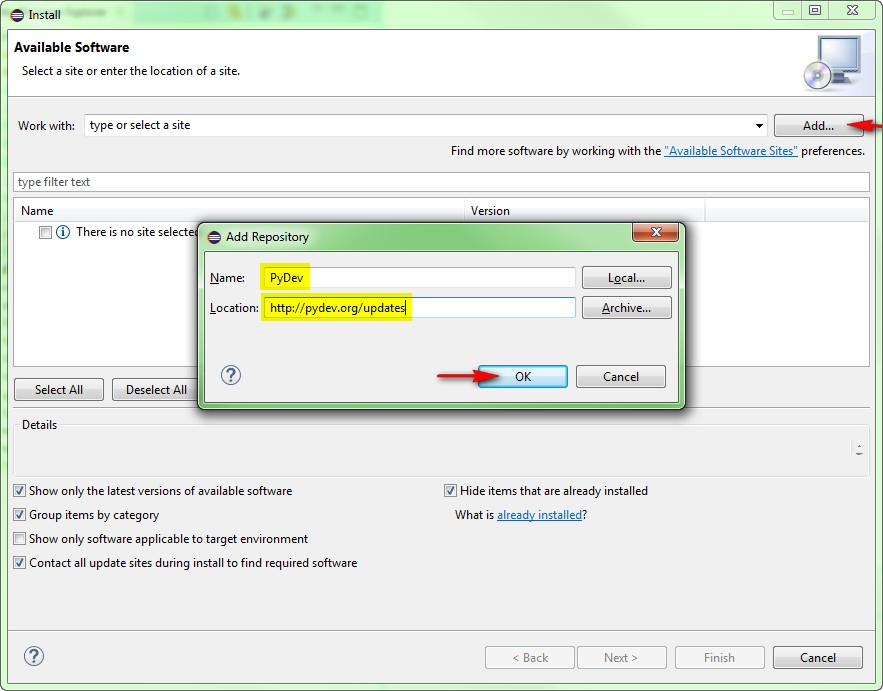 Install
Available Software
Select a site or enter the location of a site.
Work with: type or select a site Add...
Find more software by working with the "Available Software Sites" preferences.
type filter text
Name Version
There is no site selected
Add Repository
Name: PyDev Local...
Location: http://pydev.org/updates Archive...
OK Cancel
Select All Deselect All
Details
Show only the latest versions of available software Hide items that are already installed
Group items by category What is already installed?
Show only software applicable to target environment
Contact all update sites during install to find required software
< Back Next > Finish Cancel